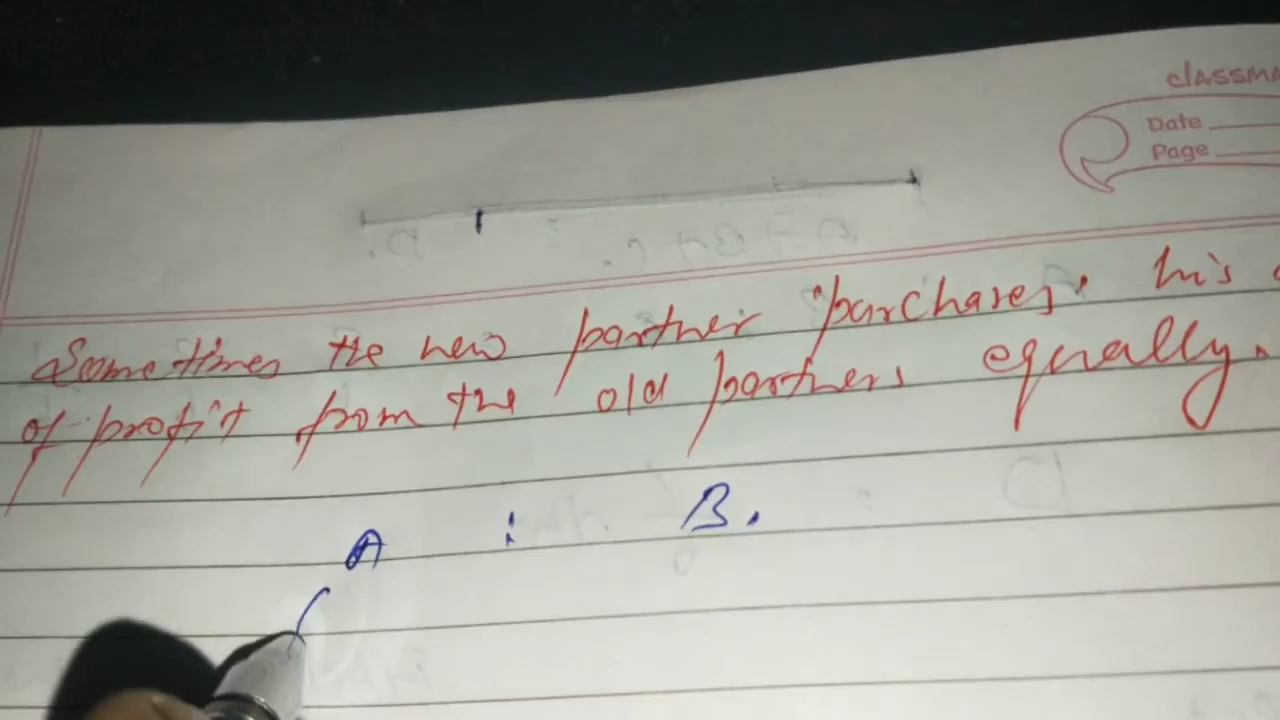 classma
Date
Page
Sometimes the new partner purchases his
of profit from the old partners equally.
A : B.